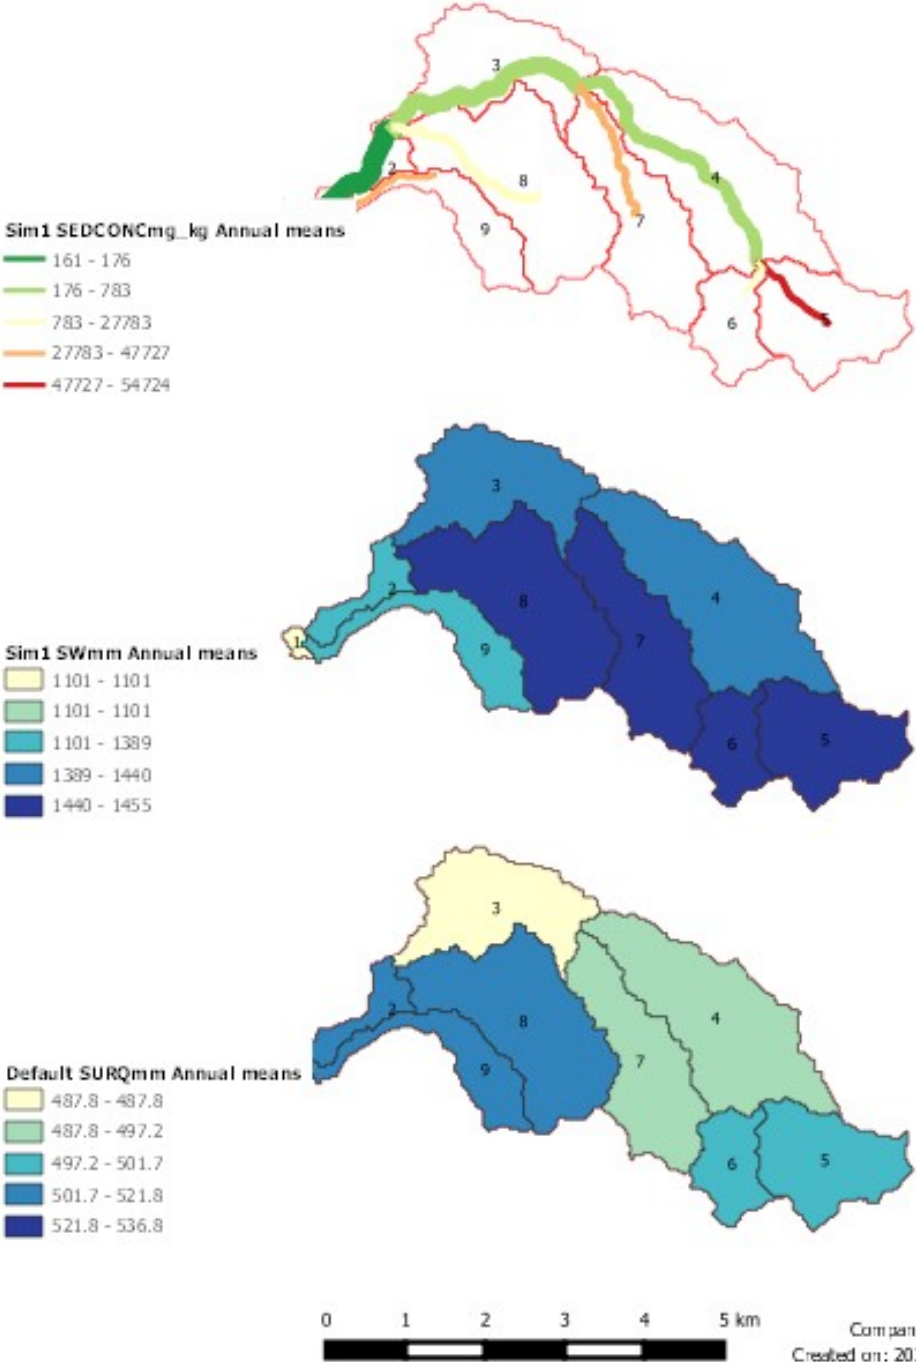 3
2
8
4
7
9
Sim1 SEDCONCmg_kg Annual means
161 - 176
176 - 783
783 - 27783
27783 - 47727
47727 - 54724
6
5
3
2
8
4
1
7
9
Sim1 SWmm Annual means
1101 - 1101
1101 - 1101
1101 - 1389
1389 - 1440
1440 - 1455
6
5
3
2
8
4
7
9
Default SURQmm Annual means
487.8 - 487.8
487.8 - 497.2
497.2 - 501.7
501.7 - 521.8
521.8 - 536.8
6
5
0 1 2 3 4 5 km
Compar
Created on: 20